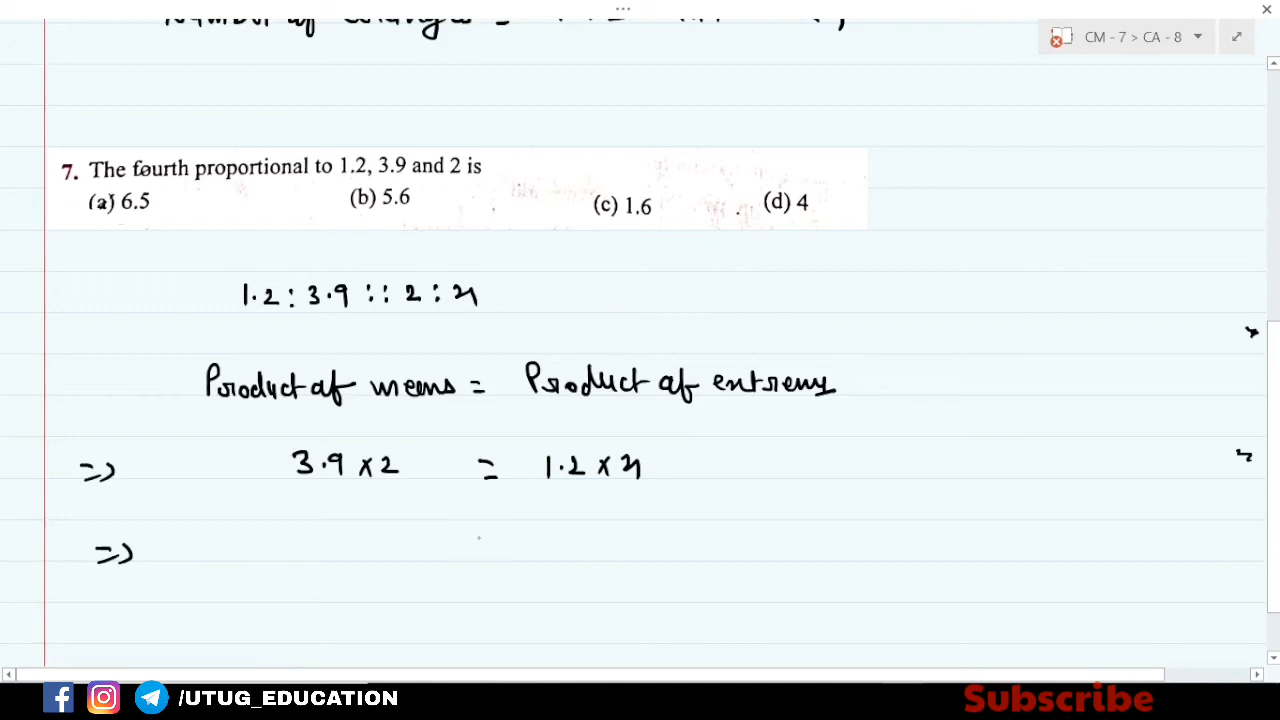 CM - 7 > CA - 8
7. The fourth proportional to 1.2, 3.9 and 2 is
(a) 6.5 (b) 5.6 (c) 1.6 (d) 4
1.2 : 3.9 :: 2 : x
Product of means = Product of extrems
=> 3.9 x 2 = 1.2 x x
=>
/UTUG_EDUCATION
Subscribe